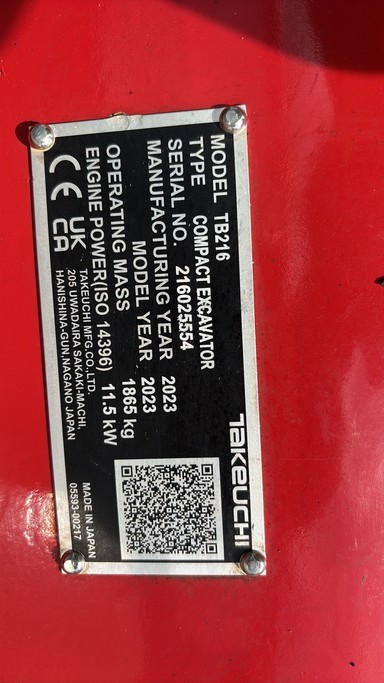 TAKEUCHI
MODEL TB216
TYPE COMPACT EXCAVATOR
SERIAL NO. 216025554
MANUFACTURING YEAR 2023
MODEL YEAR 2023
OPERATING MASS 1865 kg
ENGINE POWER(ISO 14396) 11.5 kW
CE UK CA
TAKEUCHI MFG.CO.,LTD.
205 UWADAIRA SAKAKI-MACHI,
HANISHINA-GUN,NAGANO JAPAN
MADE IN JAPAN
05593-00217